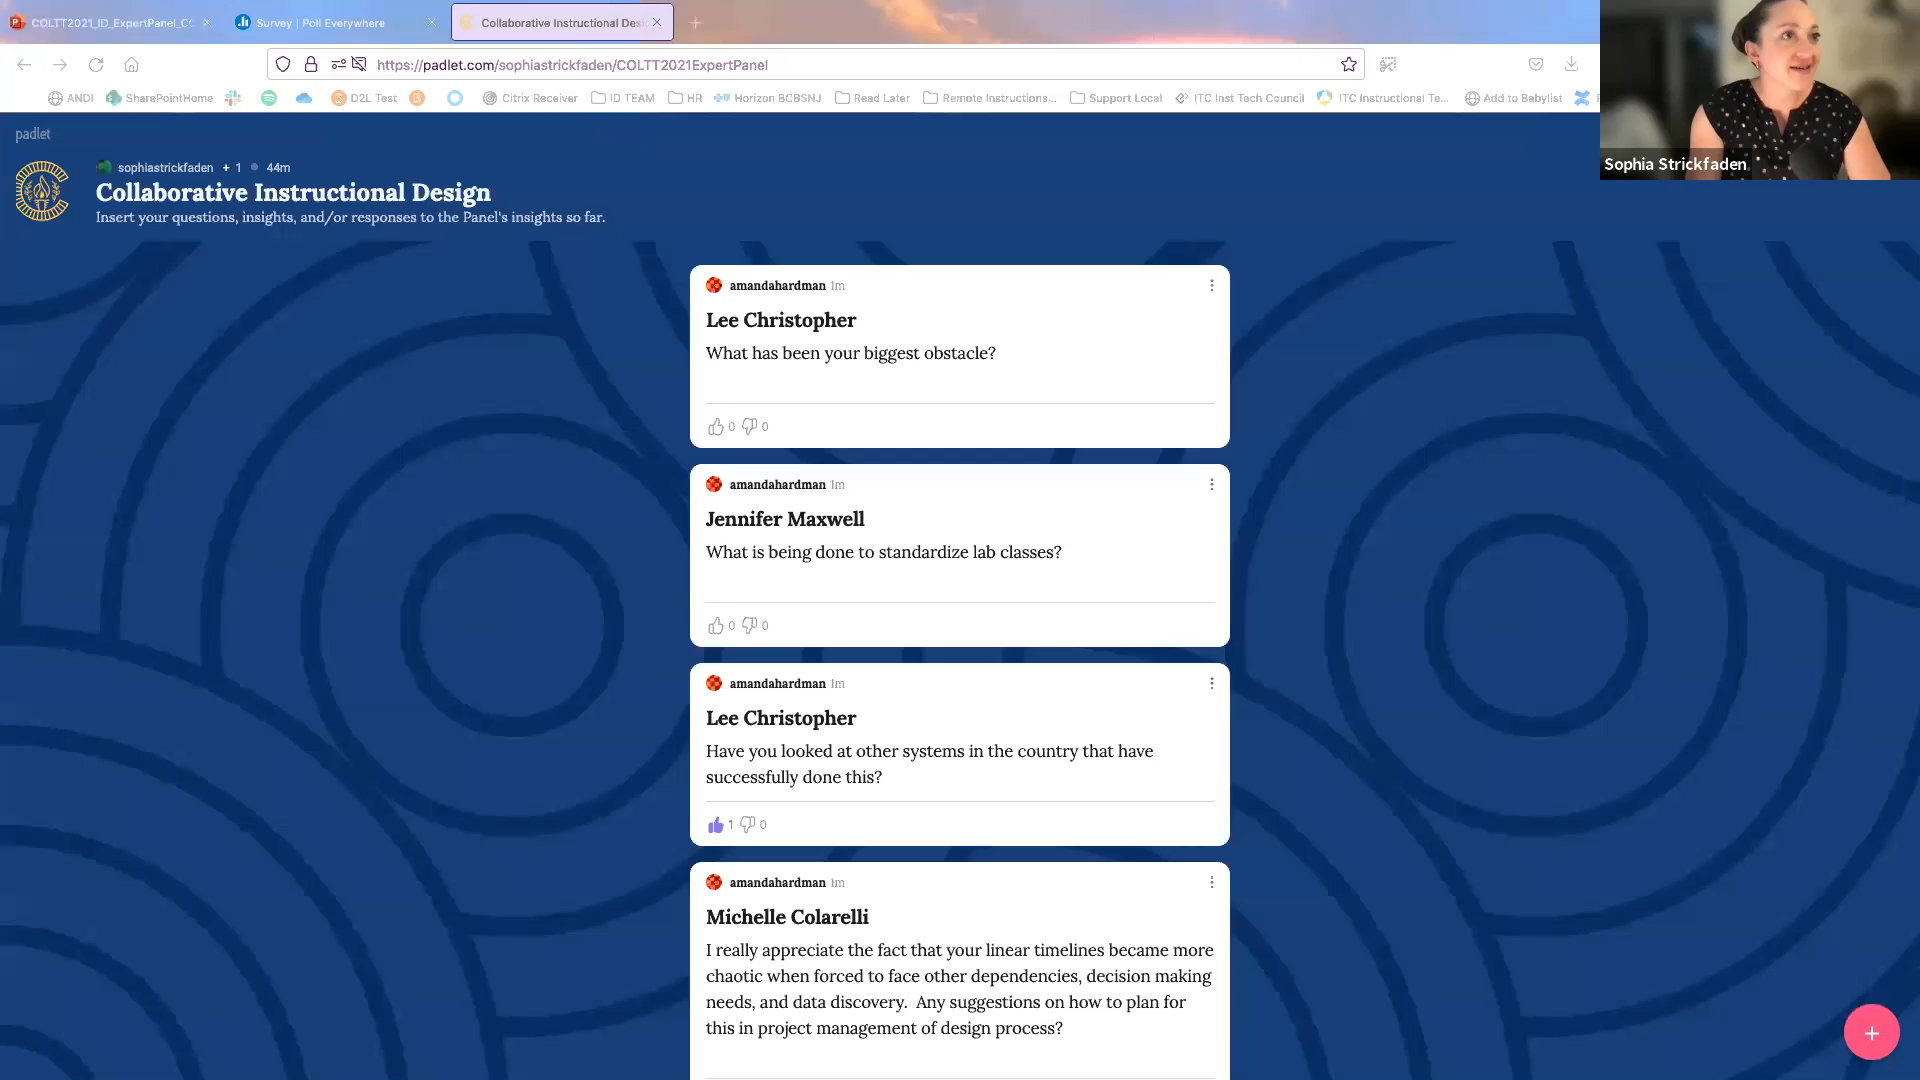 COLTT2021_ID_ExpertPanel_CC
Survey | Poll Everywhere
Collaborative Instructional Des
https://padlet.com/sophiastrickfaden/COLTT2021ExpertPanel
ANDI
SharePointHome
D2L Test
Citrix Receiver
ID TEAM
HR
Horizon BCBSNJ
Read Later
Remote Instructions...
Support Local
ITC Inst Tech Council
ITC Instructional Te...
Add to Babylist
Sophia Strickfaden
padlet
sophiastrickfaden + 1 44m
Collaborative Instructional Design
Insert your questions, insights, and/or responses to the Panel's insights so far.
amandahardman 1m
Lee Christopher
What has been your biggest obstacle?
0 0
amandahardman 1m
Jennifer Maxwell
What is being done to standardize lab classes?
0 0
amandahardman 1m
Lee Christopher
Have you looked at other systems in the country that have
successfully done this?
1 0
amandahardman 1m
Michelle Colarelli
I really appreciate the fact that your linear timelines became more
chaotic when forced to face other dependencies, decision making
needs, and data discovery. Any suggestions on how to plan for
this in project management of design process?